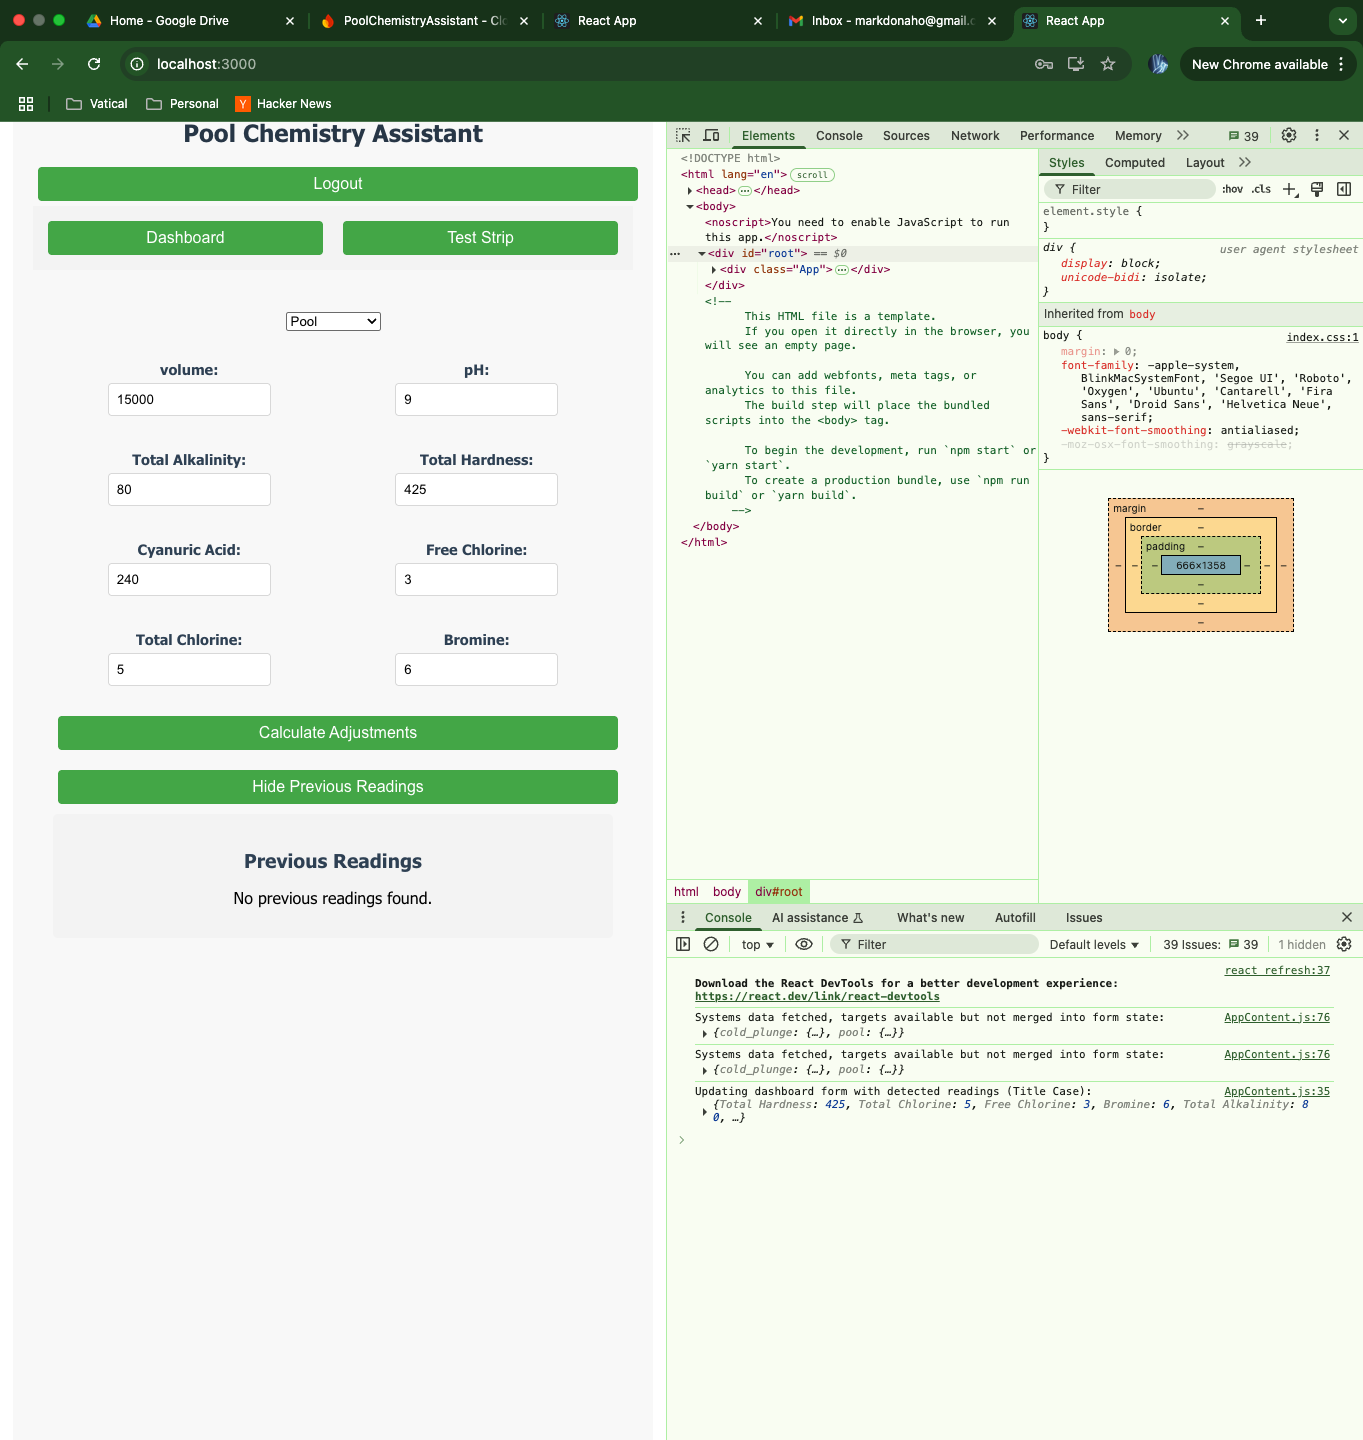 Home - Google Drive
PoolChemistryAssistant - Clo
React App
Inbox - markdonaho@gmail.c
React App
localhost:3000
New Chrome available
Vatical
Personal
Hacker News
Pool Chemistry Assistant
Logout
Dashboard
Test Strip
Pool
volume:
pH:
15000
9
Total Alkalinity:
Total Hardness:
80
425
Cyanuric Acid:
Free Chlorine:
240
3
Total Chlorine:
Bromine:
5
6
Calculate Adjustments
Hide Previous Readings
Previous Readings
No previous readings found.
Elements
Console
Sources
Network
Performance
Memory
39
<!DOCTYPE html>
<html lang="en"> scroll
<head> … </head>
<body>
<noscript>You need to enable JavaScript to run
this app.</noscript>
<div id="root"> == $0
<div class="App"> … </div>
</div>
<!--
This HTML file is a template.
If you open it directly in the browser, you
will see an empty page.
You can add webfonts, meta tags, or
analytics to this file.
The build step will place the bundled
scripts into the <body> tag.
To begin the development, run `npm start` or
`yarn start`.
To create a production bundle, use `npm run
build` or `yarn build`.
-->
</body>
</html>
html
body
div#root
Styles
Computed
Layout
Filter
:hov
.cls
element.style {
}
div {
user agent stylesheet
display: block;
unicode-bidi: isolate;
}
Inherited from body
body {
index.css:1
margin: 0;
font-family: -apple-system,
BlinkMacSystemFont, 'Segoe UI', 'Roboto',
'Oxygen', 'Ubuntu', 'Cantarell', 'Fira
Sans', 'Droid Sans', 'Helvetica Neue',
sans-serif;
-webkit-font-smoothing: antialiased;
-moz-osx-font-smoothing: grayscale;
}
margin
–
border
–
padding
–
– – – 666×1358 – – –
–
–
–
Console
AI assistance
What's new
Autofill
Issues
top
Filter
Default levels
39 Issues:
39
1 hidden
react refresh:37
Download the React DevTools for a better development experience:
https://react.dev/link/react-devtools
Systems data fetched, targets available but not merged into form state:
AppContent.js:76
{cold_plunge: {…}, pool: {…}}
Systems data fetched, targets available but not merged into form state:
AppContent.js:76
{cold_plunge: {…}, pool: {…}}
Updating dashboard form with detected readings (Title Case):
AppContent.js:35
{Total Hardness: 425, Total Chlorine: 5, Free Chlorine: 3, Bromine: 6, Total Alkalinity: 8
0, …}